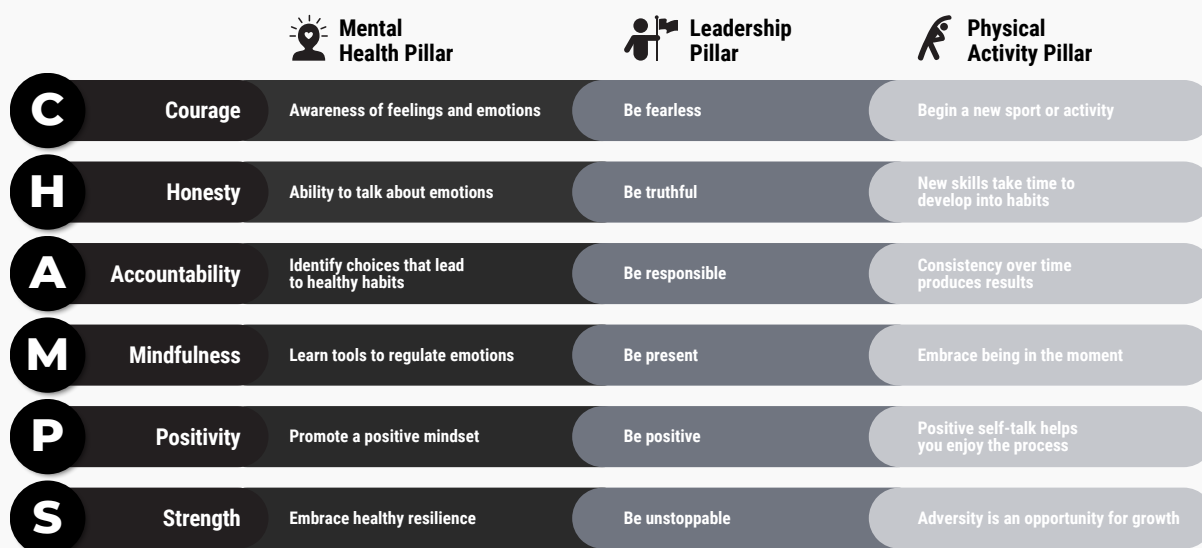 Mental
Health Pillar
Leadership
Pillar
Physical
Activity Pillar
C
Courage
Awareness of feelings and emotions
Be fearless
Begin a new sport or activity
H
Honesty
Ability to talk about emotions
Be truthful
New skills take time to
develop into habits
A
Accountability
Identify choices that lead
to healthy habits
Be responsible
Consistency over time
produces results
M
Mindfulness
Learn tools to regulate emotions
Be present
Embrace being in the moment
P
Positivity
Promote a positive mindset
Be positive
Positive self-talk helps
you enjoy the process
S
Strength
Embrace healthy resilience
Be unstoppable
Adversity is an opportunity for growth